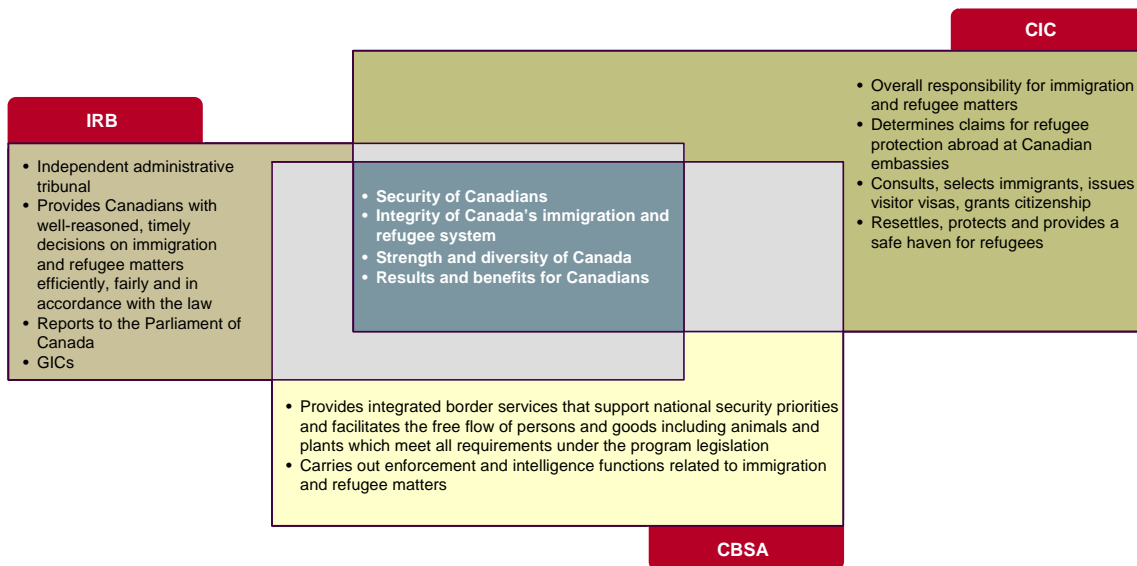 CIC
• Overall responsibility for immigration
and refugee matters
• Determines claims for refugee
protection abroad at Canadian
embassies
• Consults, selects immigrants, issues
visitor visas, grants citizenship
• Resettles, protects and provides a
safe haven for refugees
IRB
• Independent administrative
tribunal
• Provides Canadians with
well-reasoned, timely
decisions on immigration
and refugee matters
efficiently, fairly and in
accordance with the law
• Reports to the Parliament of
Canada
• GICs
• Security of Canadians
• Integrity of Canada’s immigration and
refugee system
• Strength and diversity of Canada
• Results and benefits for Canadians
• Provides integrated border services that support national security priorities
and facilitates the free flow of persons and goods including animals and
plants which meet all requirements under the program legislation
• Carries out enforcement and intelligence functions related to immigration
and refugee matters
CBSA